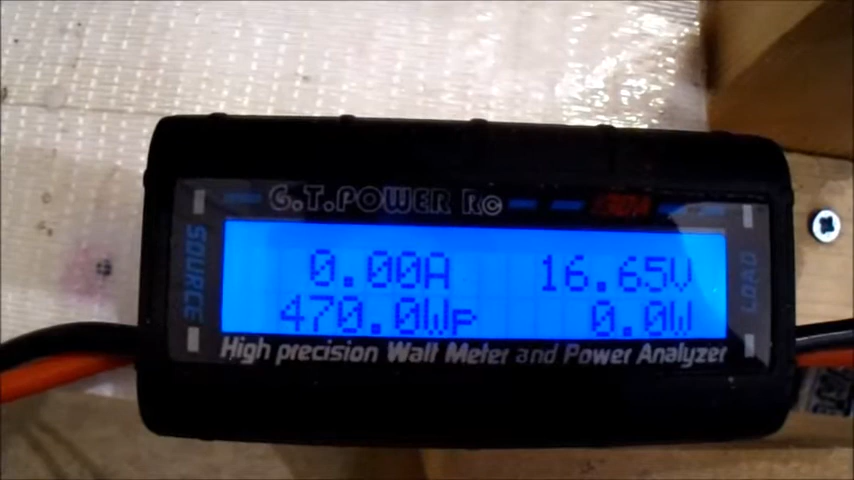 G.T.POWER RC 130A
SOURCE
0.00A 16.65V
470.0Wp 0.0W
LOAD
High precision Watt Meter and Power Analyzer